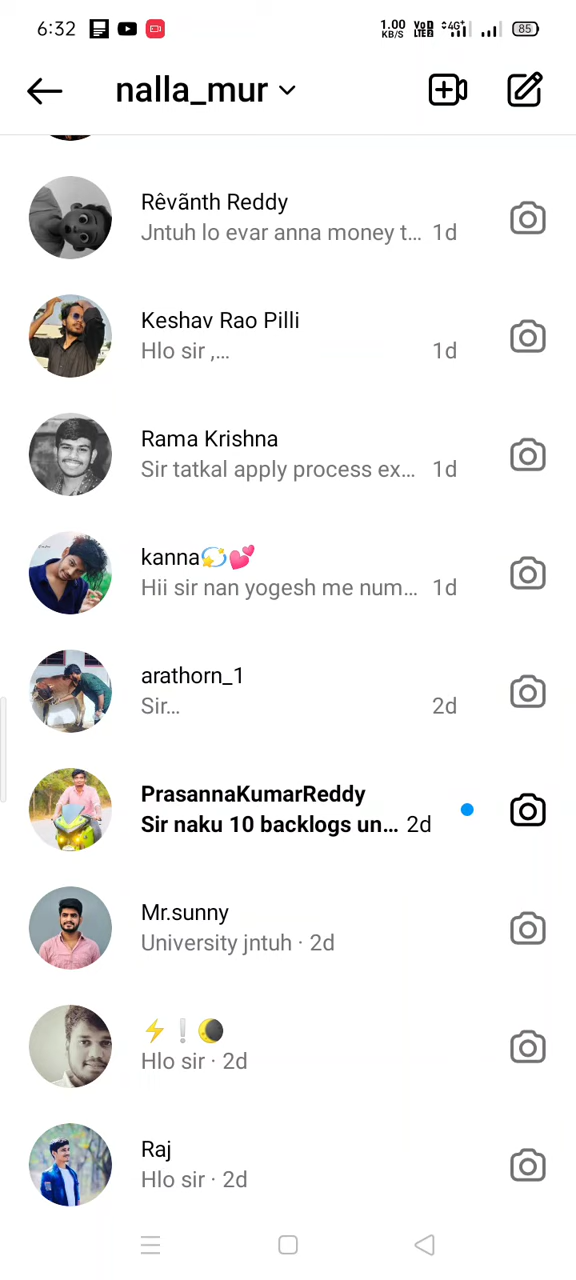 6:32
1.00
KB/S
Vo
LTE2
4G+
85
nalla_mur
Rêvãnth Reddy
Jntuh lo evar anna money t... 1d
Keshav Rao Pilli
Hlo sir ,... 1d
Rama Krishna
Sir tatkal apply process ex... 1d
kanna💫💕
Hii sir nan yogesh me num... 1d
arathorn_1
Sir... 2d
PrasannaKumarReddy
Sir naku 10 backlogs un... 2d
Mr.sunny
University jntuh · 2d
⚡❕🌘
Hlo sir · 2d
Raj
Hlo sir · 2d